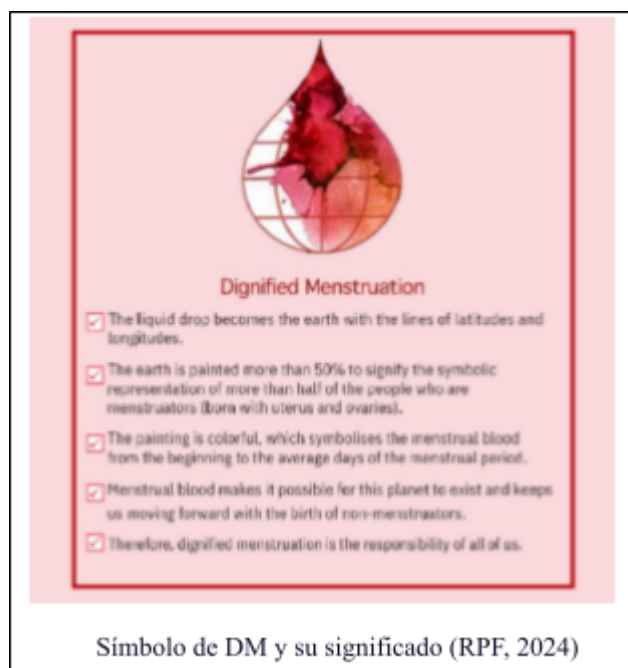 Dignified Menstruation
The liquid drop becomes the earth with the lines of latitudes and
longitudes.
The earth is painted more than 50% to signify the symbolic
representation of more than half of the people who are
menstruators (born with uterus and ovaries).
The painting is colorful, which symbolises the menstrual blood
from the beginning to the average days of the menstrual period.
Menstrual blood makes it possible for this planet to exist and keeps
us moving forward with the birth of non-menstruators.
Therefore, dignified menstruation is the responsibility of all of us.
Símbolo de DM y su significado (RPF, 2024)